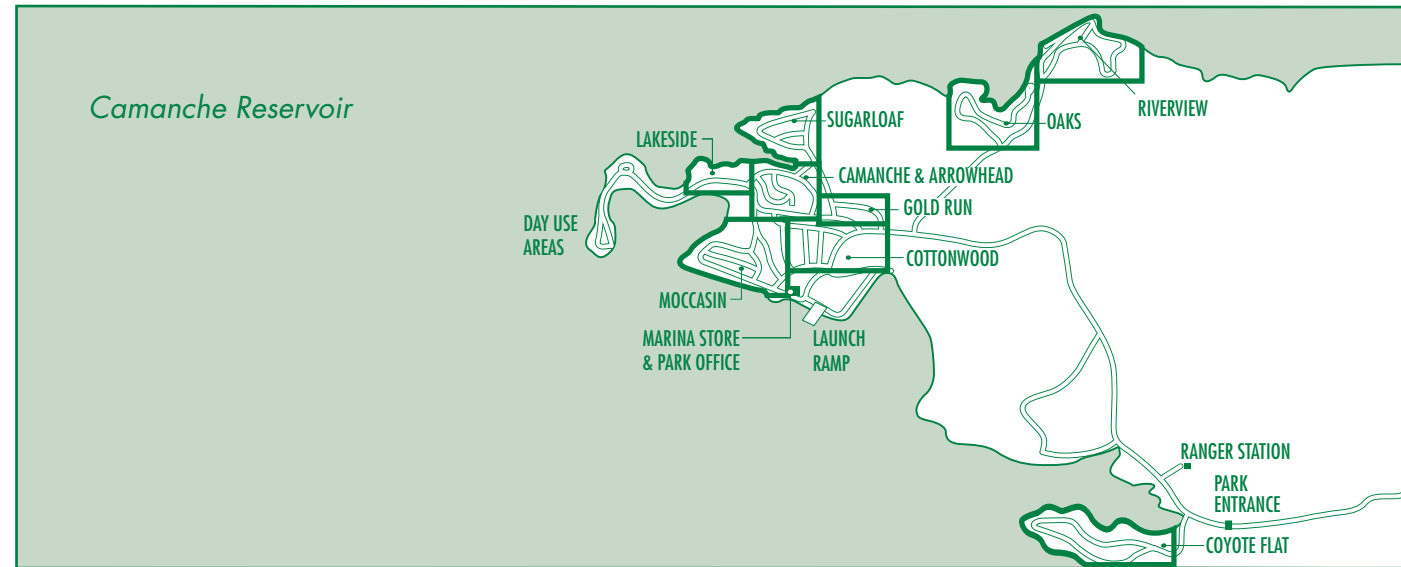 Camanche Reservoir
RIVERVIEW
OAKS
SUGARLOAF
LAKESIDE
CAMANCHE & ARROWHEAD
GOLD RUN
DAY USE
AREAS
COTTONWOOD
MOCCASIN
MARINA STORE
& PARK OFFICE
LAUNCH
RAMP
RANGER STATION
PARK
ENTRANCE
COYOTE FLAT